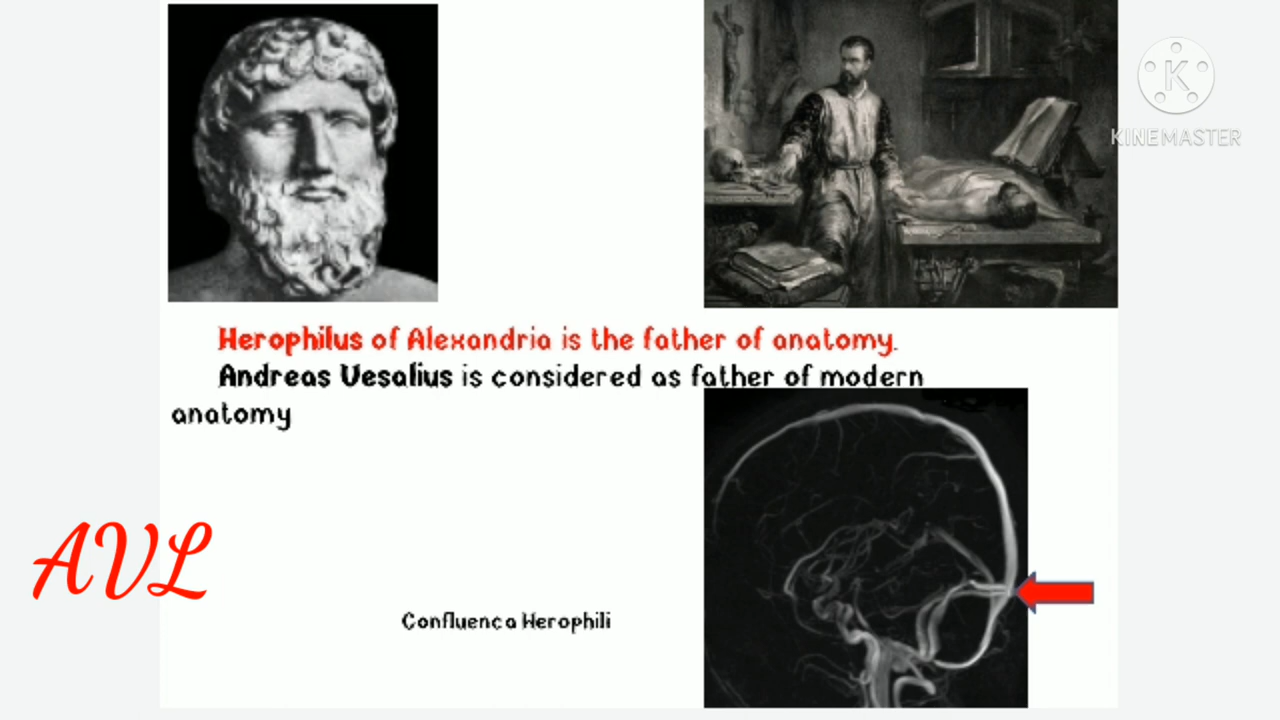 KINEMASTER
Herophilus of Alexandria is the father of anatomy.
Andreas Vesalius is considered as father of modern
anatomy
AVL
Confluenca Herophili